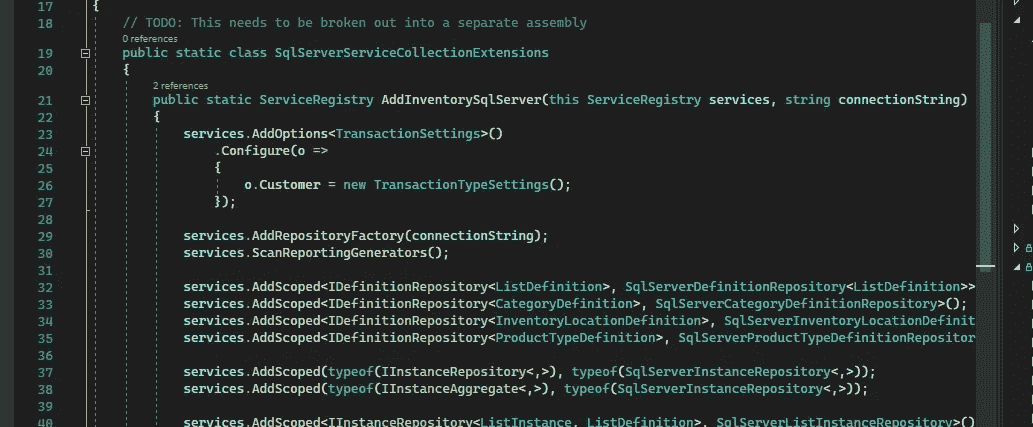 17 {
18 // TODO: This needs to be broken out into a separate assembly
0 references
19 public static class SqlServerServiceCollectionExtensions
20 {
2 references
21 public static ServiceRegistry AddInventorySqlServer(this ServiceRegistry services, string connectionString)
22 {
23 services.AddOptions<TransactionSettings>()
24 .Configure(o =>
25 {
26 o.Customer = new TransactionTypeSettings();
27 });
28
29 services.AddRepositoryFactory(connectionString);
30 services.ScanReportingGenerators();
31
32 services.AddScoped<IDefinitionRepository<ListDefinition>, SqlServerDefinitionRepository<ListDefinition>>
33 services.AddScoped<IDefinitionRepository<CategoryDefinition>, SqlServerCategoryDefinitionRepository>();
34 services.AddScoped<IDefinitionRepository<InventoryLocationDefinition>, SqlServerInventoryLocationDefinit
35 services.AddScoped<IDefinitionRepository<ProductTypeDefinition>, SqlServerProductTypeDefinitionRepositor
36
37 services.AddScoped(typeof(IInstanceRepository<,>), typeof(SqlServerInstanceRepository<,>));
38 services.AddScoped(typeof(IInstanceAggregate<,>), typeof(SqlServerInstanceRepository<,>));
39
40 services.AddScoped<IInstanceRepository<ListInstance, ListDefinition>, SqlServerListInstanceRepository>()